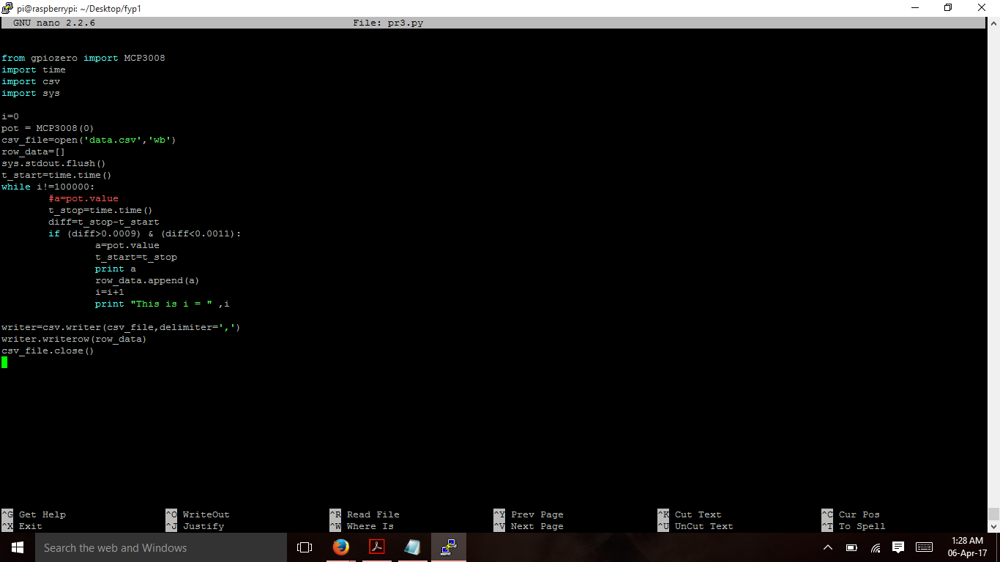 pi@raspberrypi: ~/Desktop/fyp1
GNU nano 2.2.6 File: pr3.py
from gpiozero import MCP3008
import time
import csv
import sys
i=0
pot = MCP3008(0)
csv_file=open('data.csv','wb')
row_data=[]
sys.stdout.flush()
t_start=time.time()
while i!=100000:
#a=pot.value
t_stop=time.time()
diff=t_stop-t_start
if (diff>0.0009) & (diff<0.0011):
a=pot.value
t_start=t_stop
print a
row_data.append(a)
i=i+1
print "This is i = " ,i
writer=csv.writer(csv_file,delimiter=',')
writer.writerow(row_data)
csv_file.close()
^G Get Help ^O WriteOut ^R Read File ^Y Prev Page ^K Cut Text ^C Cur Pos
^X Exit ^J Justify ^W Where Is ^V Next Page ^U UnCut Text ^T To Spell
Search the web and Windows
1:28 AM
06-Apr-17